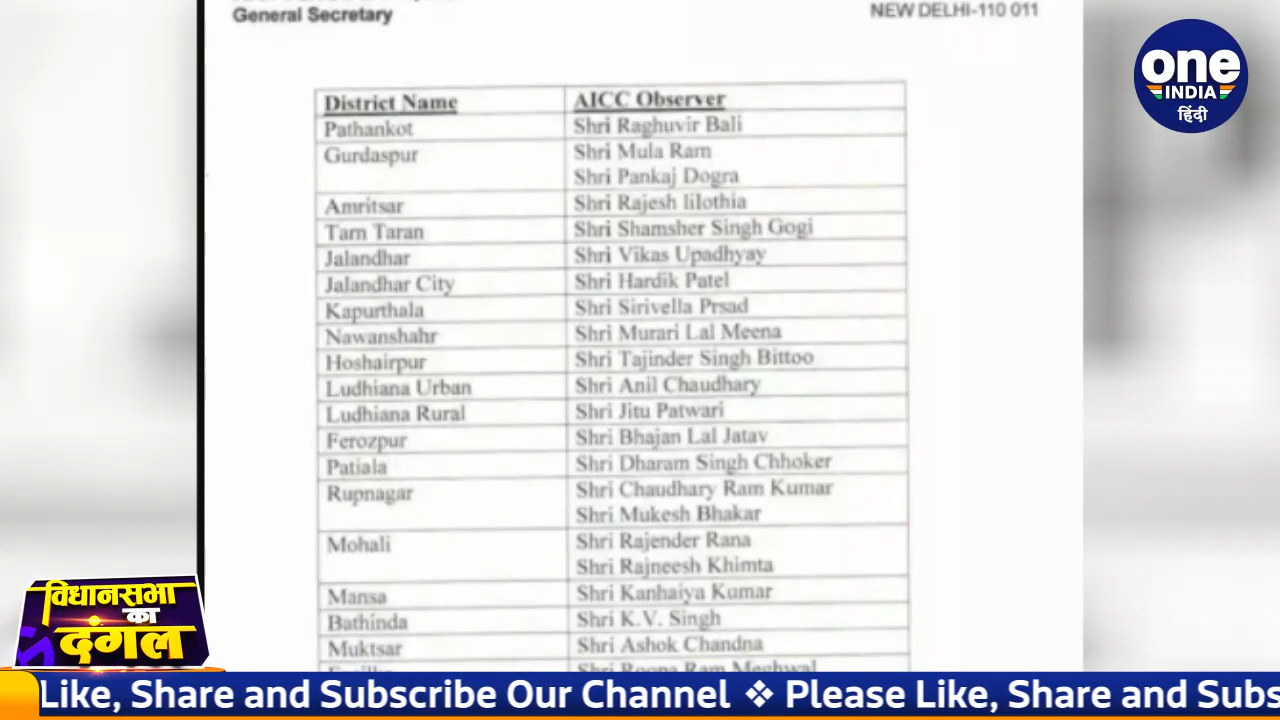 General Secretary
NEW DELHI-110 011
one
INDIA
हिंदी
District Name AICC Observer
Pathankot Shri Raghuvir Bali
Gurdaspur Shri Mula Ram
Shri Pankaj Dogra
Amritsar Shri Rajesh lilothia
Tarn Taran Shri Shamsher Singh Gogi
Jalandhar Shri Vikas Upadhyay
Jalandhar City Shri Hardik Patel
Kapurthala Shri Sirivella Prsad
Nawanshahr Shri Murari Lal Meena
Hoshairpur Shri Tajinder Singh Bittoo
Ludhiana Urban Shri Anil Chaudhary
Ludhiana Rural Shri Jitu Patwari
Ferozpur Shri Bhajan Lal Jatav
Patiala Shri Dharam Singh Chhoker
Rupnagar Shri Chaudhary Ram Kumar
Shri Mukesh Bhakar
Mohali Shri Rajender Rana
Shri Rajneesh Khimta
Mansa Shri Kanhaiya Kumar
Bathinda Shri K.V. Singh
Muktsar Shri Ashok Chandna
Shri Roopa Ram Meghwal
विधानसभा
का
दंगल
Like, Share and Subscribe Our Channel ❖ Please Like, Share and Subs